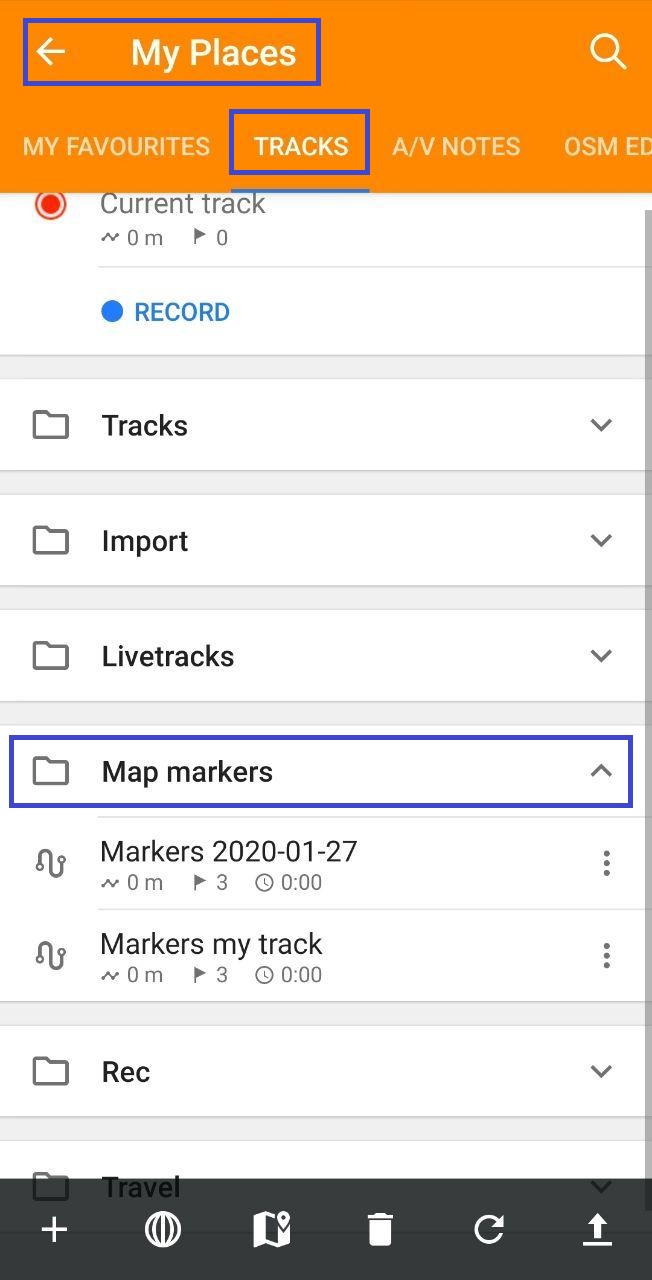 My Places
MY FAVOURITES TRACKS A/V NOTES OSM ED
Current track
0 m 0
RECORD
Tracks
Import
Livetracks
Map markers
Markers 2020-01-27
0 m 3 0:00
Markers my track
0 m 3 0:00
Rec
Travel